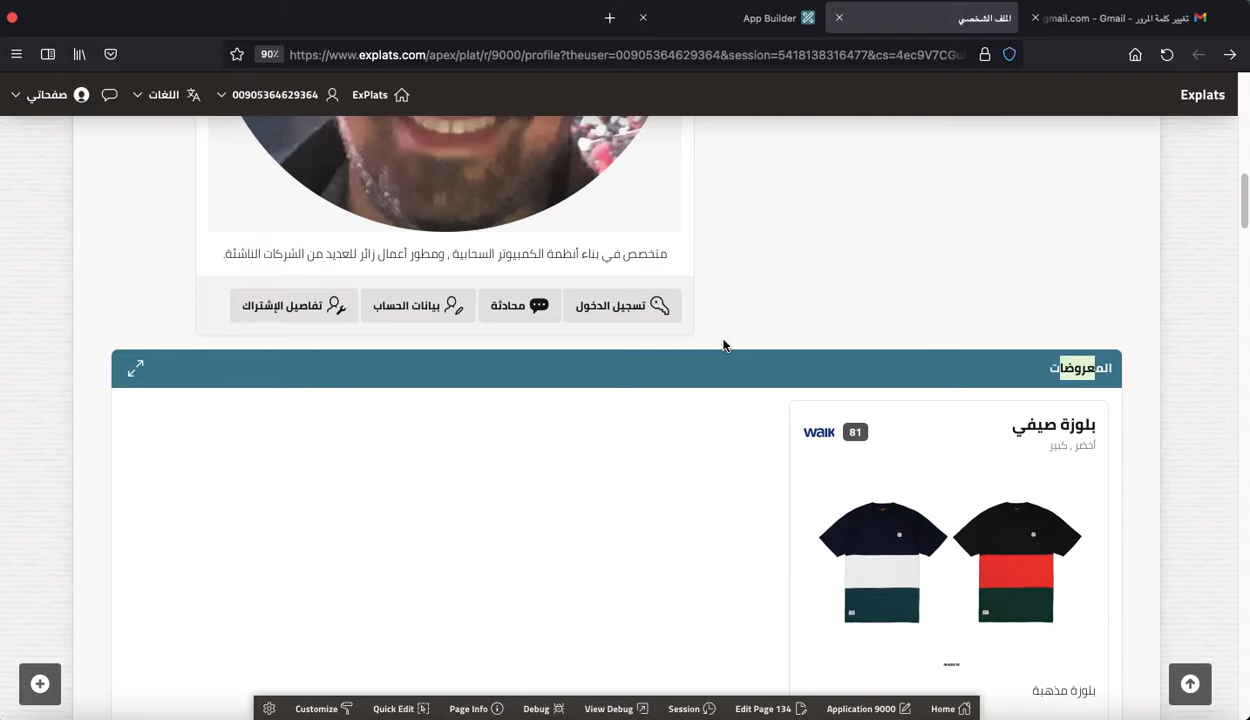 تغيير كلمة المرور - gmail.com - Gmail
الملف الشخصي
App Builder
90%
https://www.explats.com/apex/plat/r/9000/profile?theuser=00905364629364&session=5418138316477&cs=4ec9V7CGu
Explats
ExPlats
00905364629364
اللغات
صفحاتي
متخصص في بناء أنظمة الكمبيوتر السحابية , ومطور أعمال زائر للعديد من الشركات الناشئة.
تسجيل الدخول
محادثة
بيانات الحساب
تفاصيل الإشتراك
المعروضات
بلوزة صيفي
81
waik
أخضر , كبير
بلوزة مذهبة
Home
Application 9000
Edit Page 134
Session
View Debug
Debug
Page Info
Quick Edit
Customize